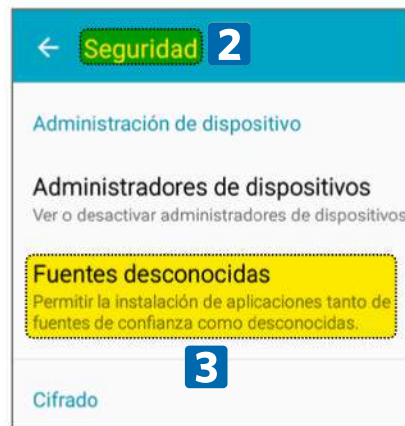 Seguridad 2
Administración de dispositivo
Administradores de dispositivos
Ver o desactivar administradores de dispositivos
Fuentes desconocidas
Permitir la instalación de aplicaciones tanto de
fuentes de confianza como desconocidas.
3
Cifrado